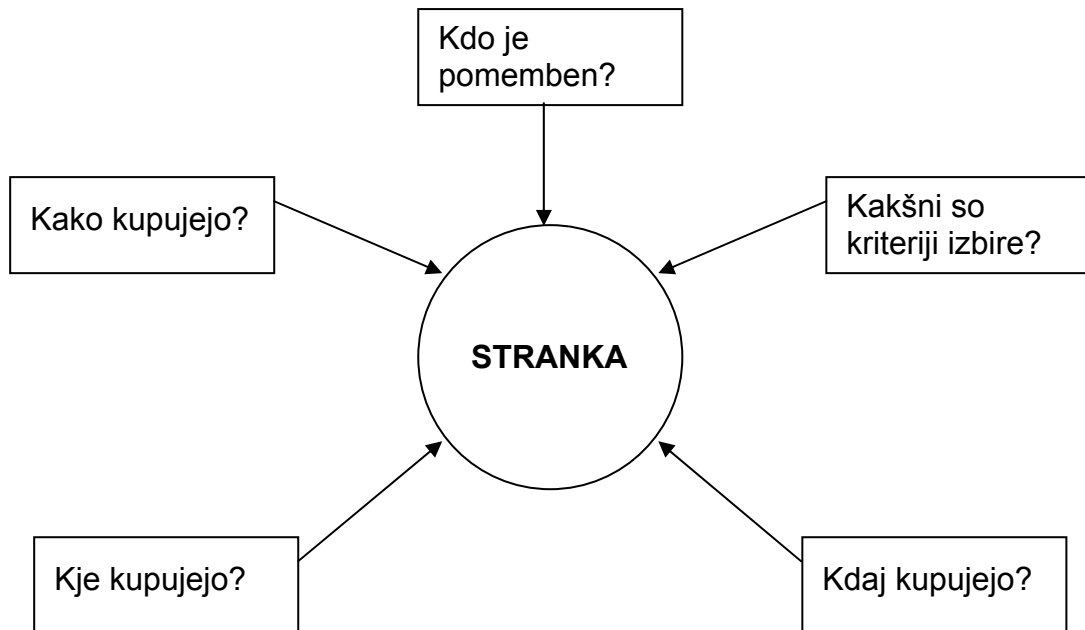 Kdo je
pomemben?
Kako kupujejo?
Kakšni so
kriteriji izbire?
STRANKA
Kje kupujejo?
Kdaj kupujejo?